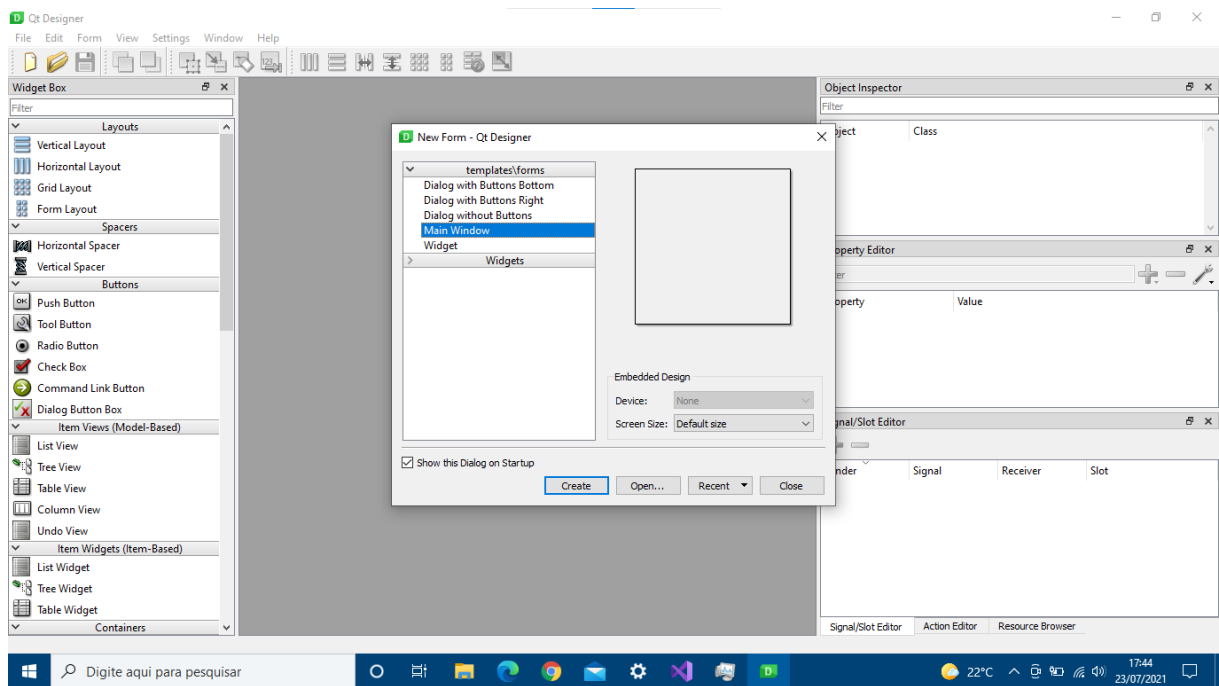 Qt Designer
File Edit Form View Settings Window Help
Widget Box
Filter
Layouts
Vertical Layout
Horizontal Layout
Grid Layout
Form Layout
Spacers
Horizontal Spacer
Vertical Spacer
Buttons
Push Button
Tool Button
Radio Button
Check Box
Command Link Button
Dialog Button Box
Item Views (Model-Based)
List View
Tree View
Table View
Column View
Undo View
Item Widgets (Item-Based)
List Widget
Tree Widget
Table Widget
Containers
New Form - Qt Designer
templates\forms
Dialog with Buttons Bottom
Dialog with Buttons Right
Dialog without Buttons
Main Window
Widget
Widgets
Embedded Design
Device: None
Screen Size: Default size
Show this Dialog on Startup
Create Open... Recent Close
Object Inspector
Filter
ject Class
operty Editor
er
operty Value
gnal/Slot Editor
nder Signal Receiver Slot
Signal/Slot Editor Action Editor Resource Browser
Digite aqui para pesquisar
22°C
17:44
23/07/2021